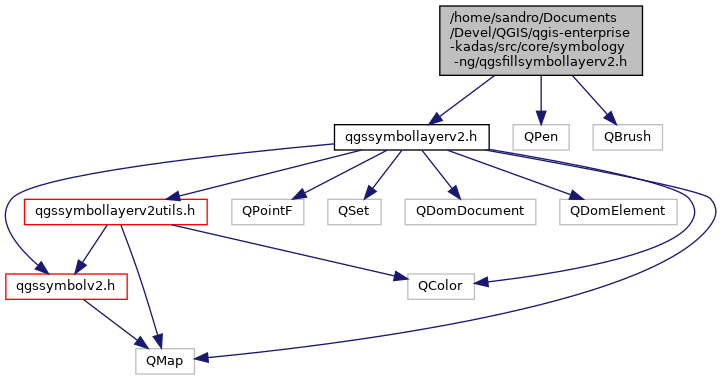 /home/sandro/Documents
/Devel/QGIS/qgis-enterprise
-kadas/src/core/symbology
-ng/qgsfillsymbollayerv2.h
qgssymbollayerv2.h
QPen
QBrush
qgssymbollayerv2utils.h
QPointF
QSet
QDomDocument
QDomElement
qgssymbolv2.h
QColor
QMap